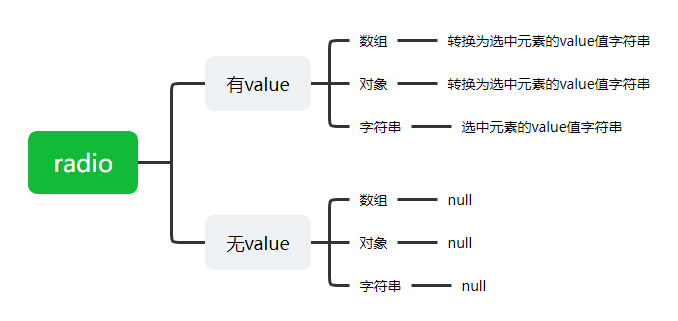 radio
有value
数组
转换为选中元素的value值字符串
对象
转换为选中元素的value值字符串
字符串
选中元素的value值字符串
无value
数组
null
对象
null
字符串
null